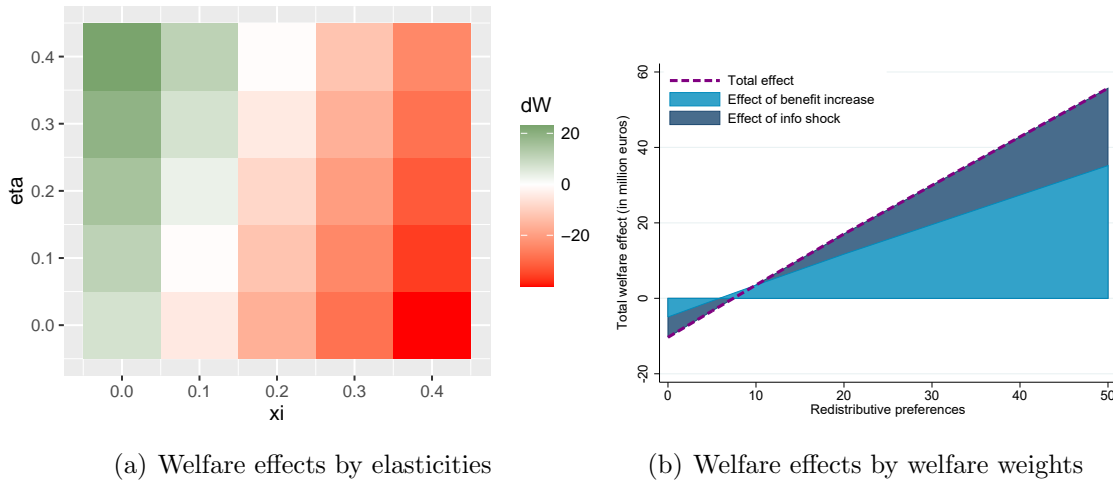 0.4
0.3
0.2
0.1
0.0
eta
0.0 0.1 0.2 0.3 0.4
xi
dW
20
0
−20
(a) Welfare effects by elasticities
Total welfare effect (in million euros)
60
40
20
0
-20
Total effect
Effect of benefit increase
Effect of info shock
0 10 20 30 40 50
Redistributive preferences
(b) Welfare effects by welfare weights